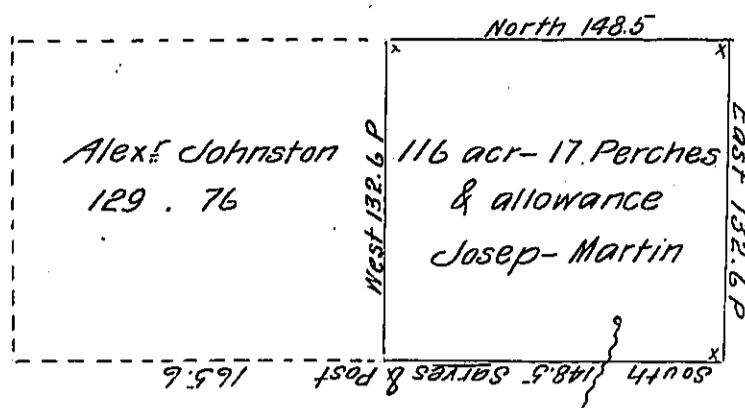 North 148.5
Alexr Johnston
129 . 76
West 132.6 P
116 acr- 17 Perches
& allowance
Josep- Martin
East 132.6 P
South 148.5 Sarves & Post
165.6
x
x
x